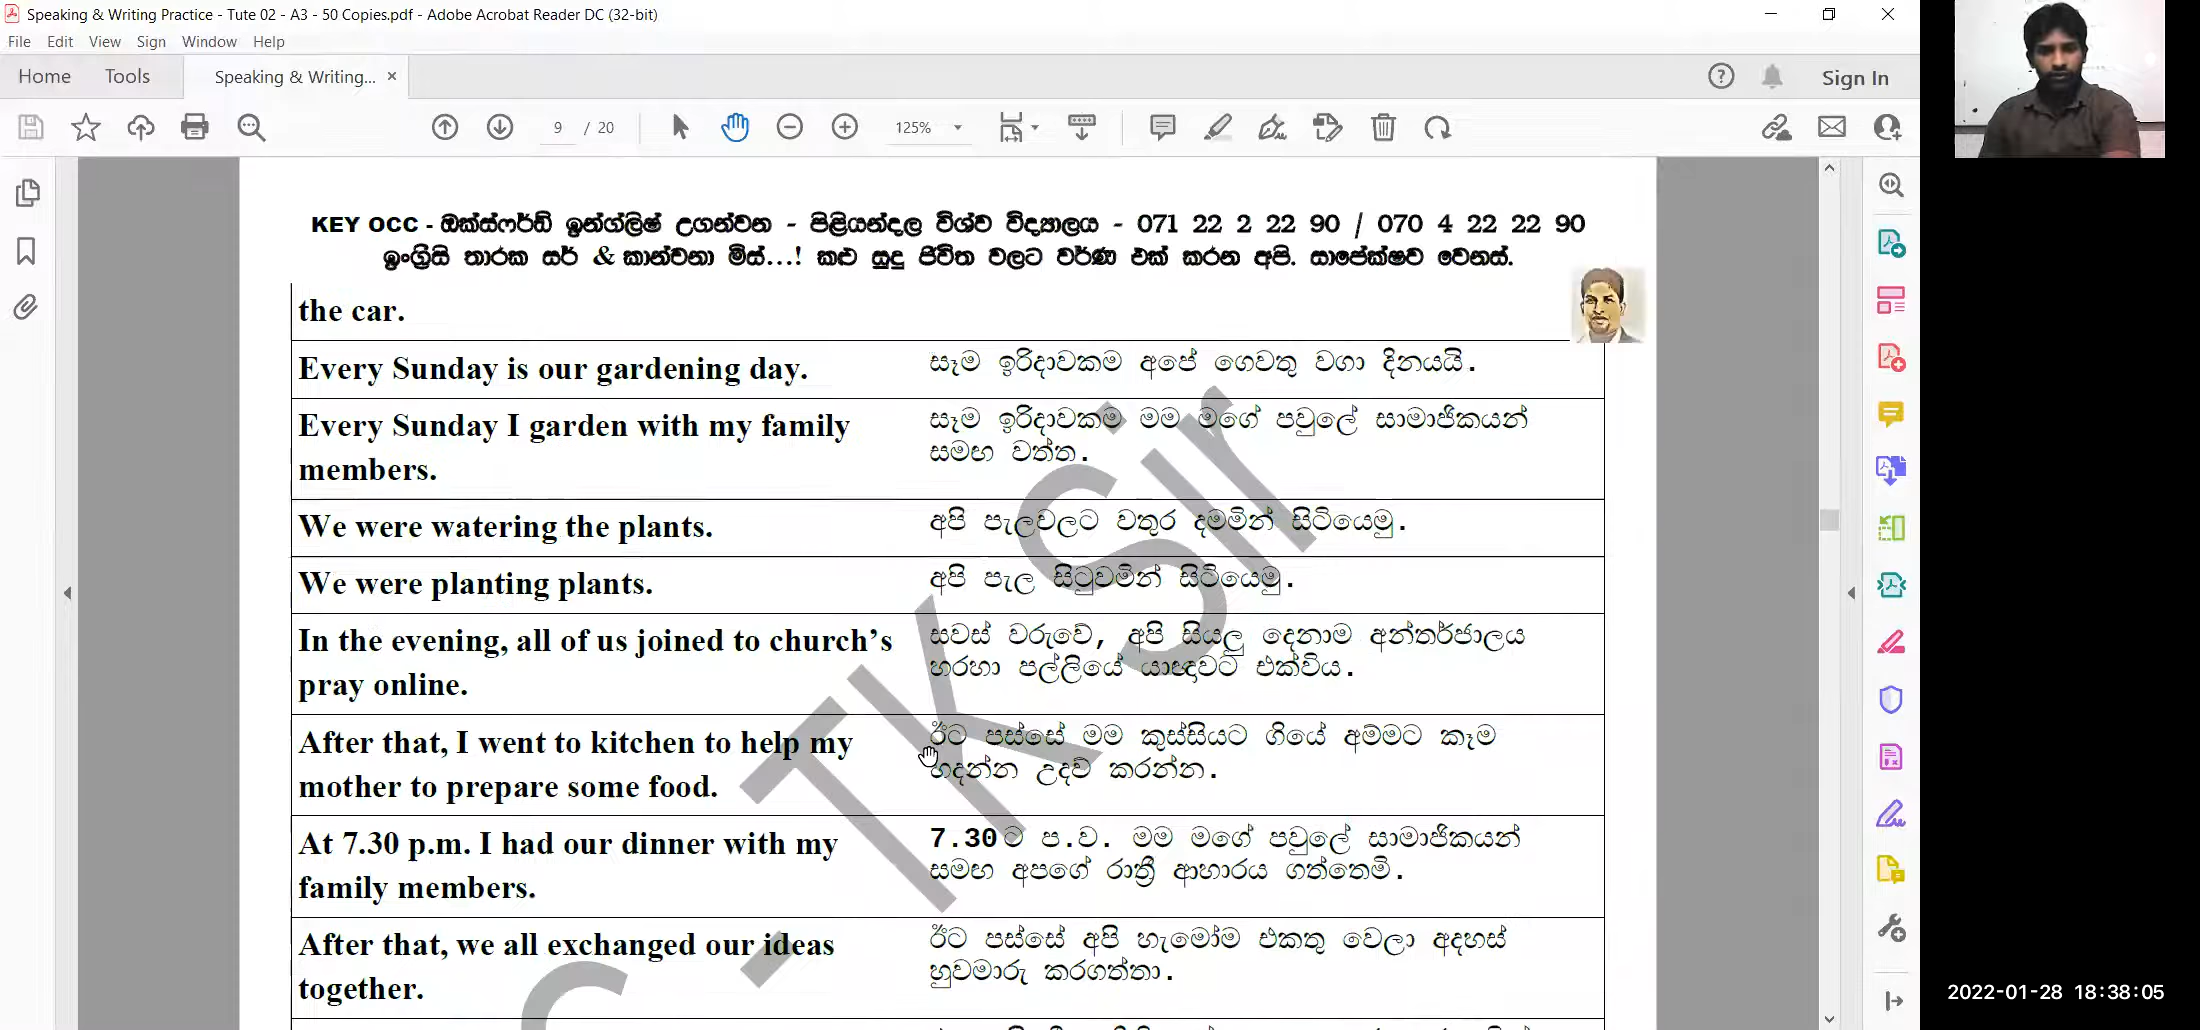 Speaking & Writing Practice - Tute 02 - A3 - 50 Copies.pdf - Adobe Acrobat Reader DC (32-bit)
File Edit View Sign Window Help
Home Tools Speaking & Writing... × Sign In
9 / 20 125%
KEY OCC - ඔක්ස්ෆර්ඩ් ඉන්ග්ලිෂ් උගන්වන - පිළියන්දල විශ්ව විද්‍යාලය - 071 22 2 22 90 / 070 4 22 22 90
ඉංග්‍රීසි තාරක සර් & කාන්චනා මිස්...! කළු සුදු ජීවිත වලට වර්ණ එක් කරන අපි. සාපේක්ෂව වෙනස්.
the car.
Every Sunday is our gardening day. සෑම ඉරිදාවකම අපේ ගෙවතු වගා දිනයයි.
Every Sunday I garden with my family සෑම ඉරිදාවකම මම මගේ පවුලේ සාමාජිකයන්
members. සමඟ වත්ත.
We were watering the plants. අපි පැලවලට වතුර දමමින් සිටියෙමු.
We were planting plants. අපි පැල සිටුවමින් සිටියෙමු.
In the evening, all of us joined to church’s සවස් වරුවේ, අපි සියලු දෙනාම අන්තර්ජාලය
pray online. හරහා පල්ලියේ යාඥාවට එක්විය.
After that, I went to kitchen to help my ඊට පස්සේ මම කුස්සියට ගියේ අම්මට කෑම
mother to prepare some food. හදන්න උදව් කරන්න.
At 7.30 p.m. I had our dinner with my 7.30ට ප.ව. මම මගේ පවුලේ සාමාජිකයන්
family members. සමඟ අපගේ රාත්‍රී ආහාරය ගත්තෙමි.
After that, we all exchanged our ideas ඊට පස්සේ අපි හැමෝම එකතු වෙලා අදහස්
together. හුවමාරු කරගත්තා.
- TK Sir
2022-01-28 18:38:05